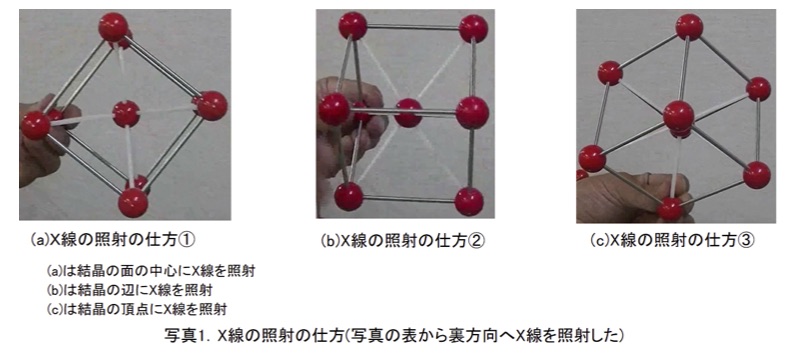 (a)X線の照射の仕方①
(b)X線の照射の仕方②
(c)X線の照射の仕方③
(a)は結晶の面の中心にX線を照射
(b)は結晶の辺にX線を照射
(c)は結晶の頂点にX線を照射
写真1. X線の照射の仕方(写真の表から裏方向へX線を照射した)